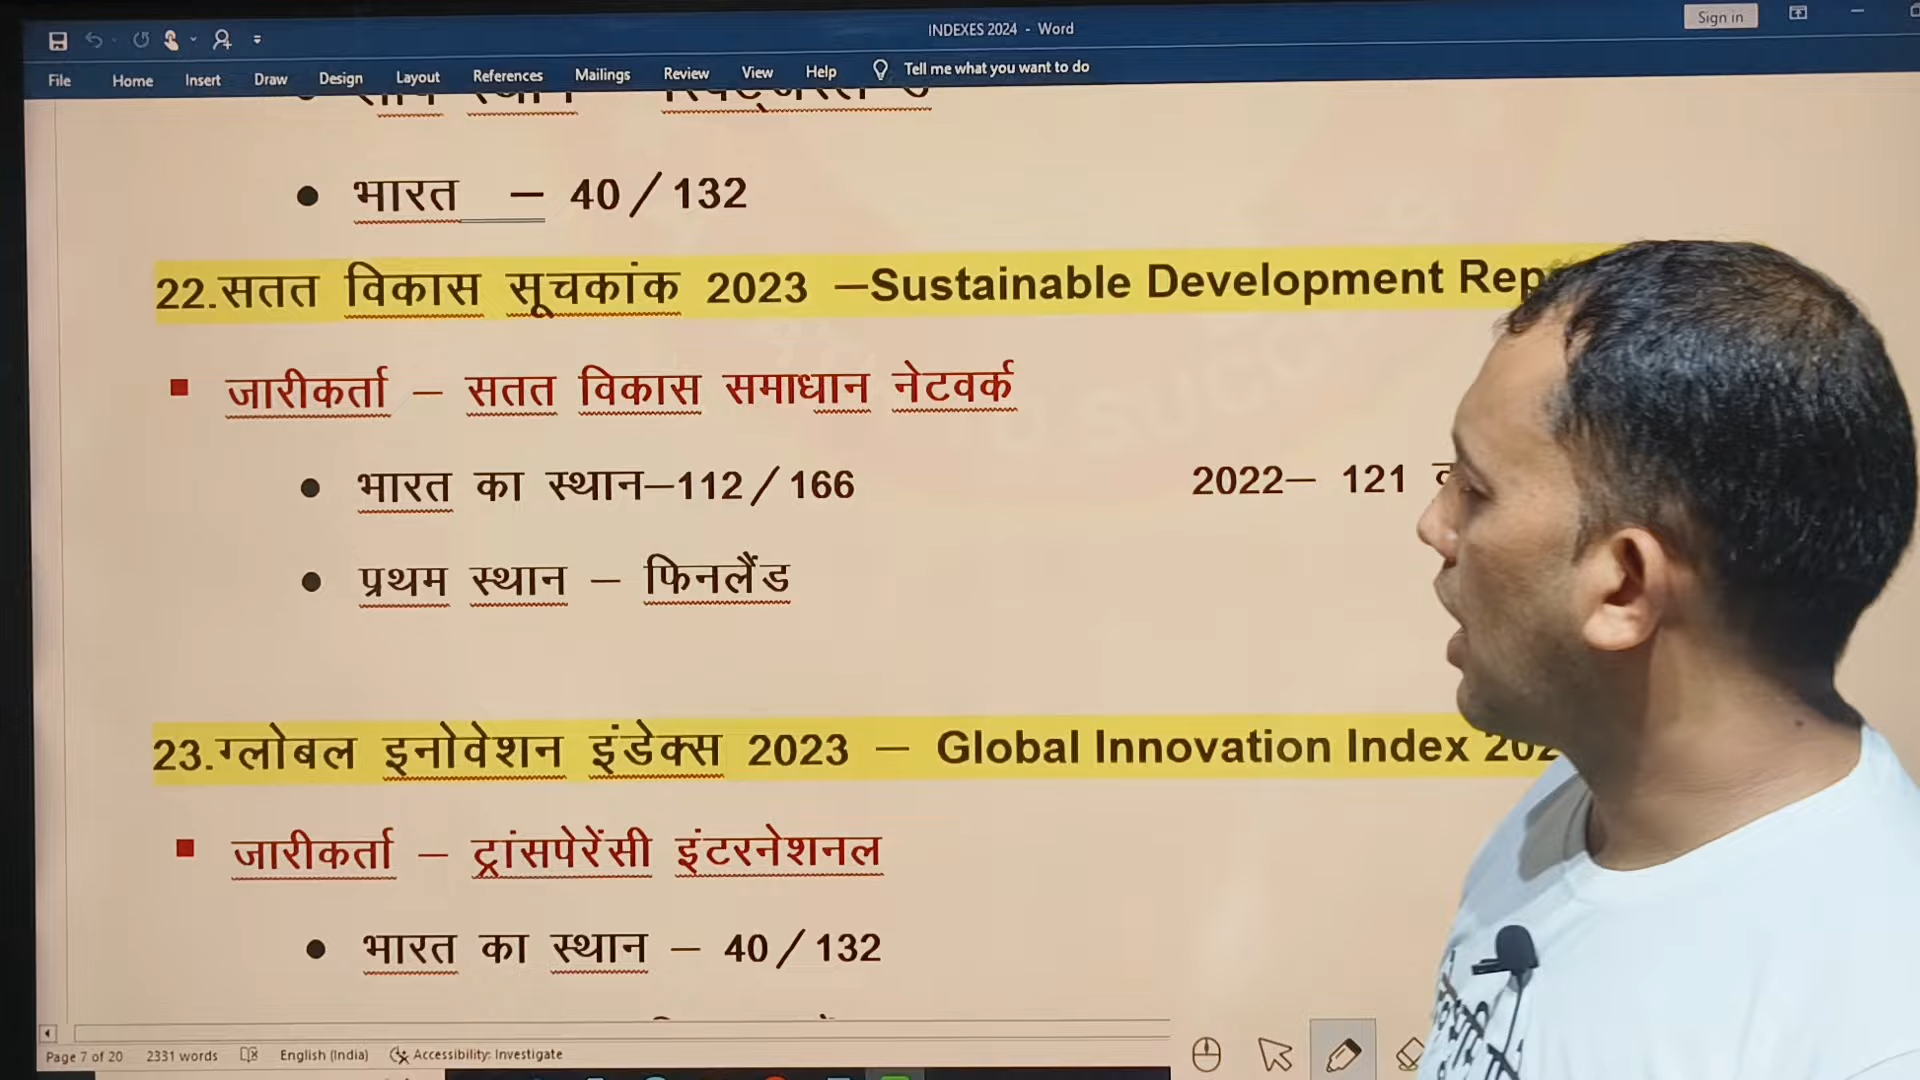 INDEXES 2024 - Word
Sign in
File Home Insert Draw Design Layout References Mailings Review View Help Tell me what you want to do
• भारत – 40/132
22.सतत विकास सूचकांक 2023 –Sustainable Development
▪ जारीकर्ता – सतत विकास समाधान नेटवर्क
• भारत का स्थान–112/166 2022– 121
• प्रथम स्थान – फिनलैंड
23.ग्लोबल इनोवेशन इंडेक्स 2023 – Global Innovation Index
▪ जारीकर्ता – ट्रांसपेरेंसी इंटरनेशनल
• भारत का स्थान – 40/132
Page 7 of 20 2331 words English (India) Accessibility: Investigate